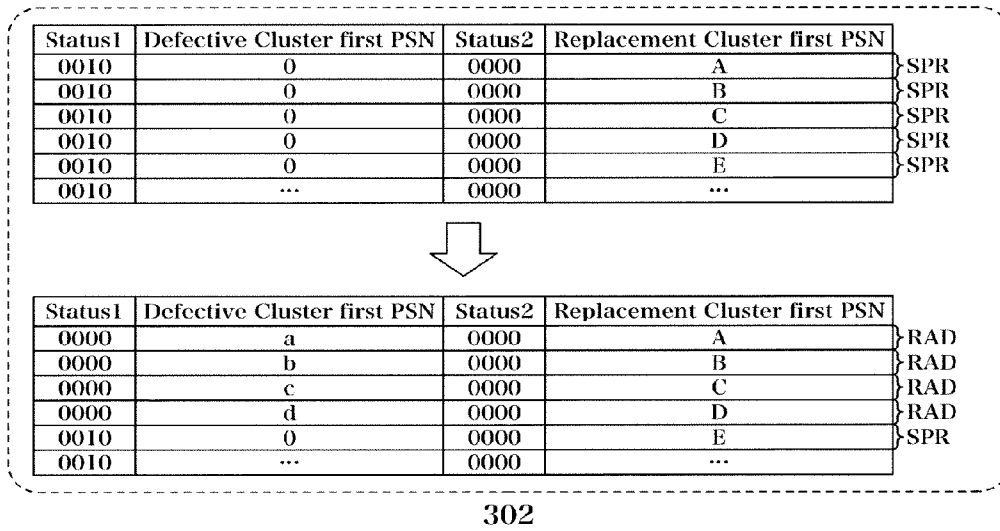 Status1 Defective Cluster first PSN Status2 Replacement Cluster first PSN
0010 0 0000 A SPR
0010 0 0000 B SPR
0010 0 0000 C SPR
0010 0 0000 D SPR
0010 0 0000 E SPR
0010 ... 0000 ...
Status1 Defective Cluster first PSN Status2 Replacement Cluster first PSN
0000 a 0000 A RAD
0000 b 0000 B RAD
0000 c 0000 C RAD
0000 d 0000 D RAD
0010 0 0000 E SPR
0010 ... 0000 ...
302